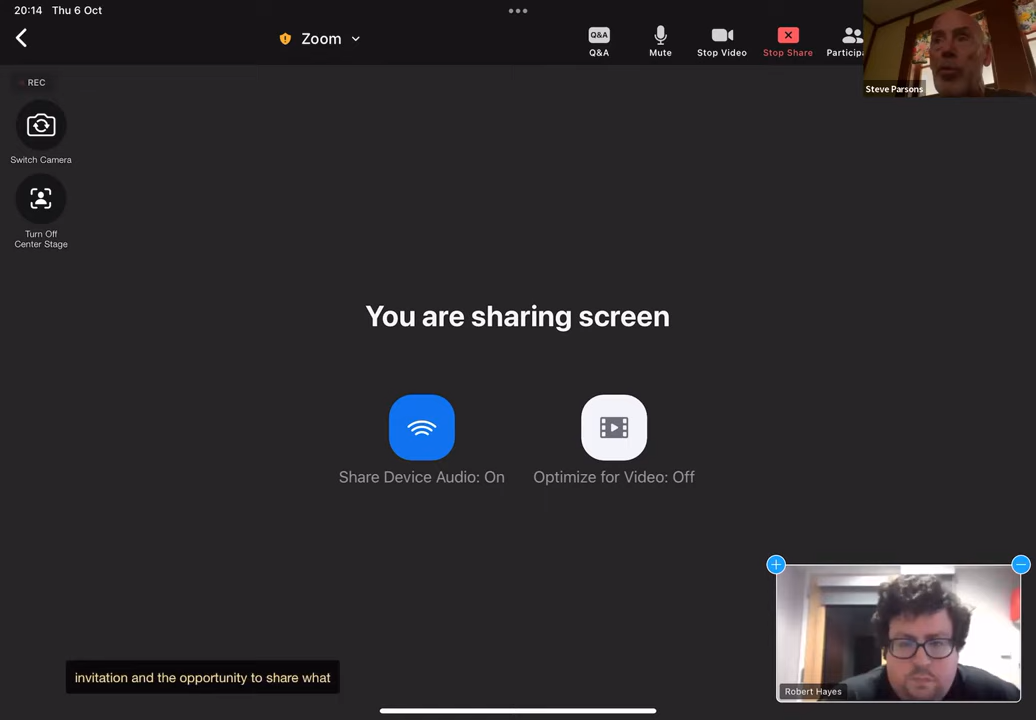 20:14 Thu 6 Oct
Zoom
Q&A
Q&A
Mute
Stop Video
Stop Share
Participa
Steve Parsons
REC
Switch Camera
Turn Off
Center Stage
You are sharing screen
Share Device Audio: On
Optimize for Video: Off
invitation and the opportunity to share what
Robert Hayes